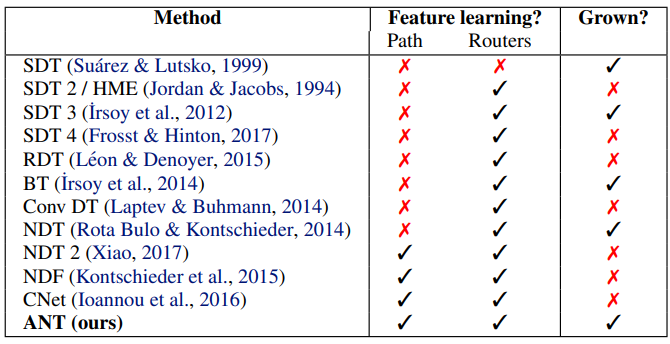 Method Feature learning? Grown?
Path Routers
SDT (Suárez & Lutsko, 1999) ✗ ✗ ✓
SDT 2 / HME (Jordan & Jacobs, 1994) ✗ ✓ ✗
SDT 3 (İrsoy et al., 2012) ✗ ✓ ✓
SDT 4 (Frosst & Hinton, 2017) ✗ ✓ ✗
RDT (Léon & Denoyer, 2015) ✗ ✓ ✗
BT (İrsoy et al., 2014) ✗ ✓ ✓
Conv DT (Laptev & Buhmann, 2014) ✗ ✓ ✗
NDT (Rota Bulo & Kontschieder, 2014) ✗ ✓ ✓
NDT 2 (Xiao, 2017) ✓ ✓ ✗
NDF (Kontschieder et al., 2015) ✓ ✓ ✗
CNet (Ioannou et al., 2016) ✓ ✓ ✗
ANT (ours) ✓ ✓ ✓